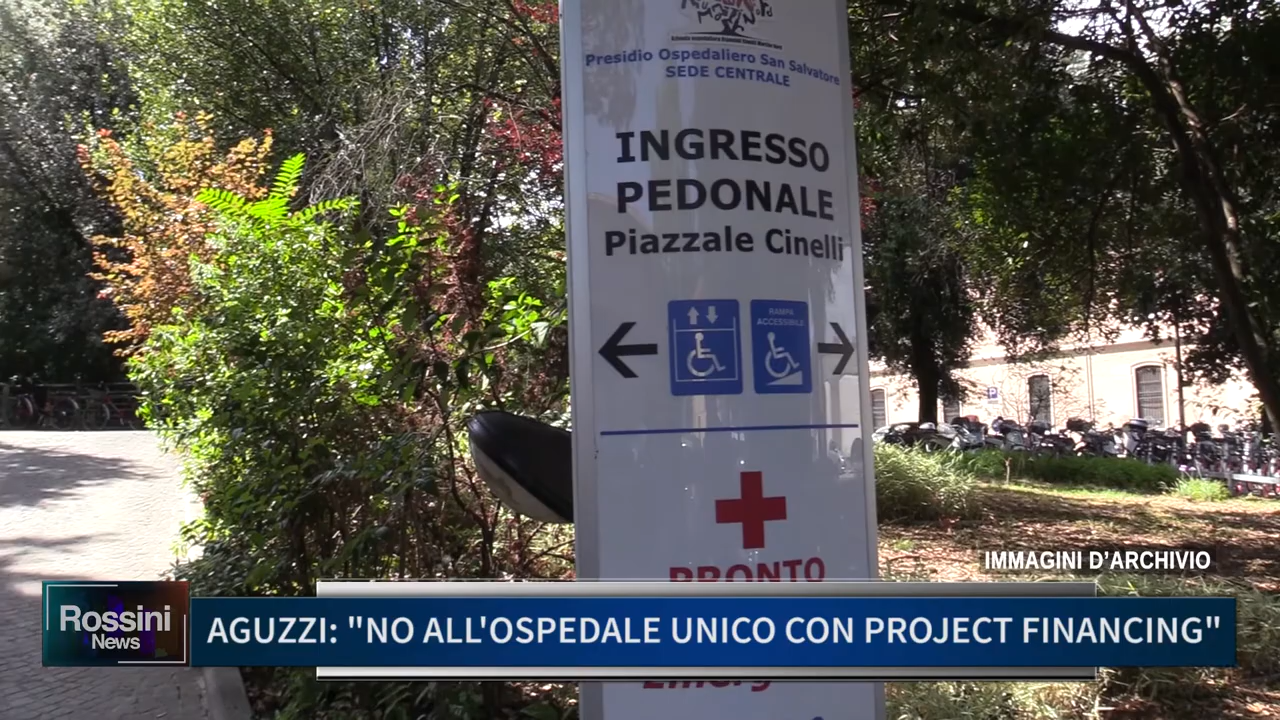 Presidio Ospedaliero San Salvatore
SEDE CENTRALE
INGRESSO
PEDONALE
Piazzale Cinelli
RAMPA
ACCESSIBILE
PRONTO
IMMAGINI D'ARCHIVIO
Rossini
News
AGUZZI: "NO ALL'OSPEDALE UNICO CON PROJECT FINANCING"